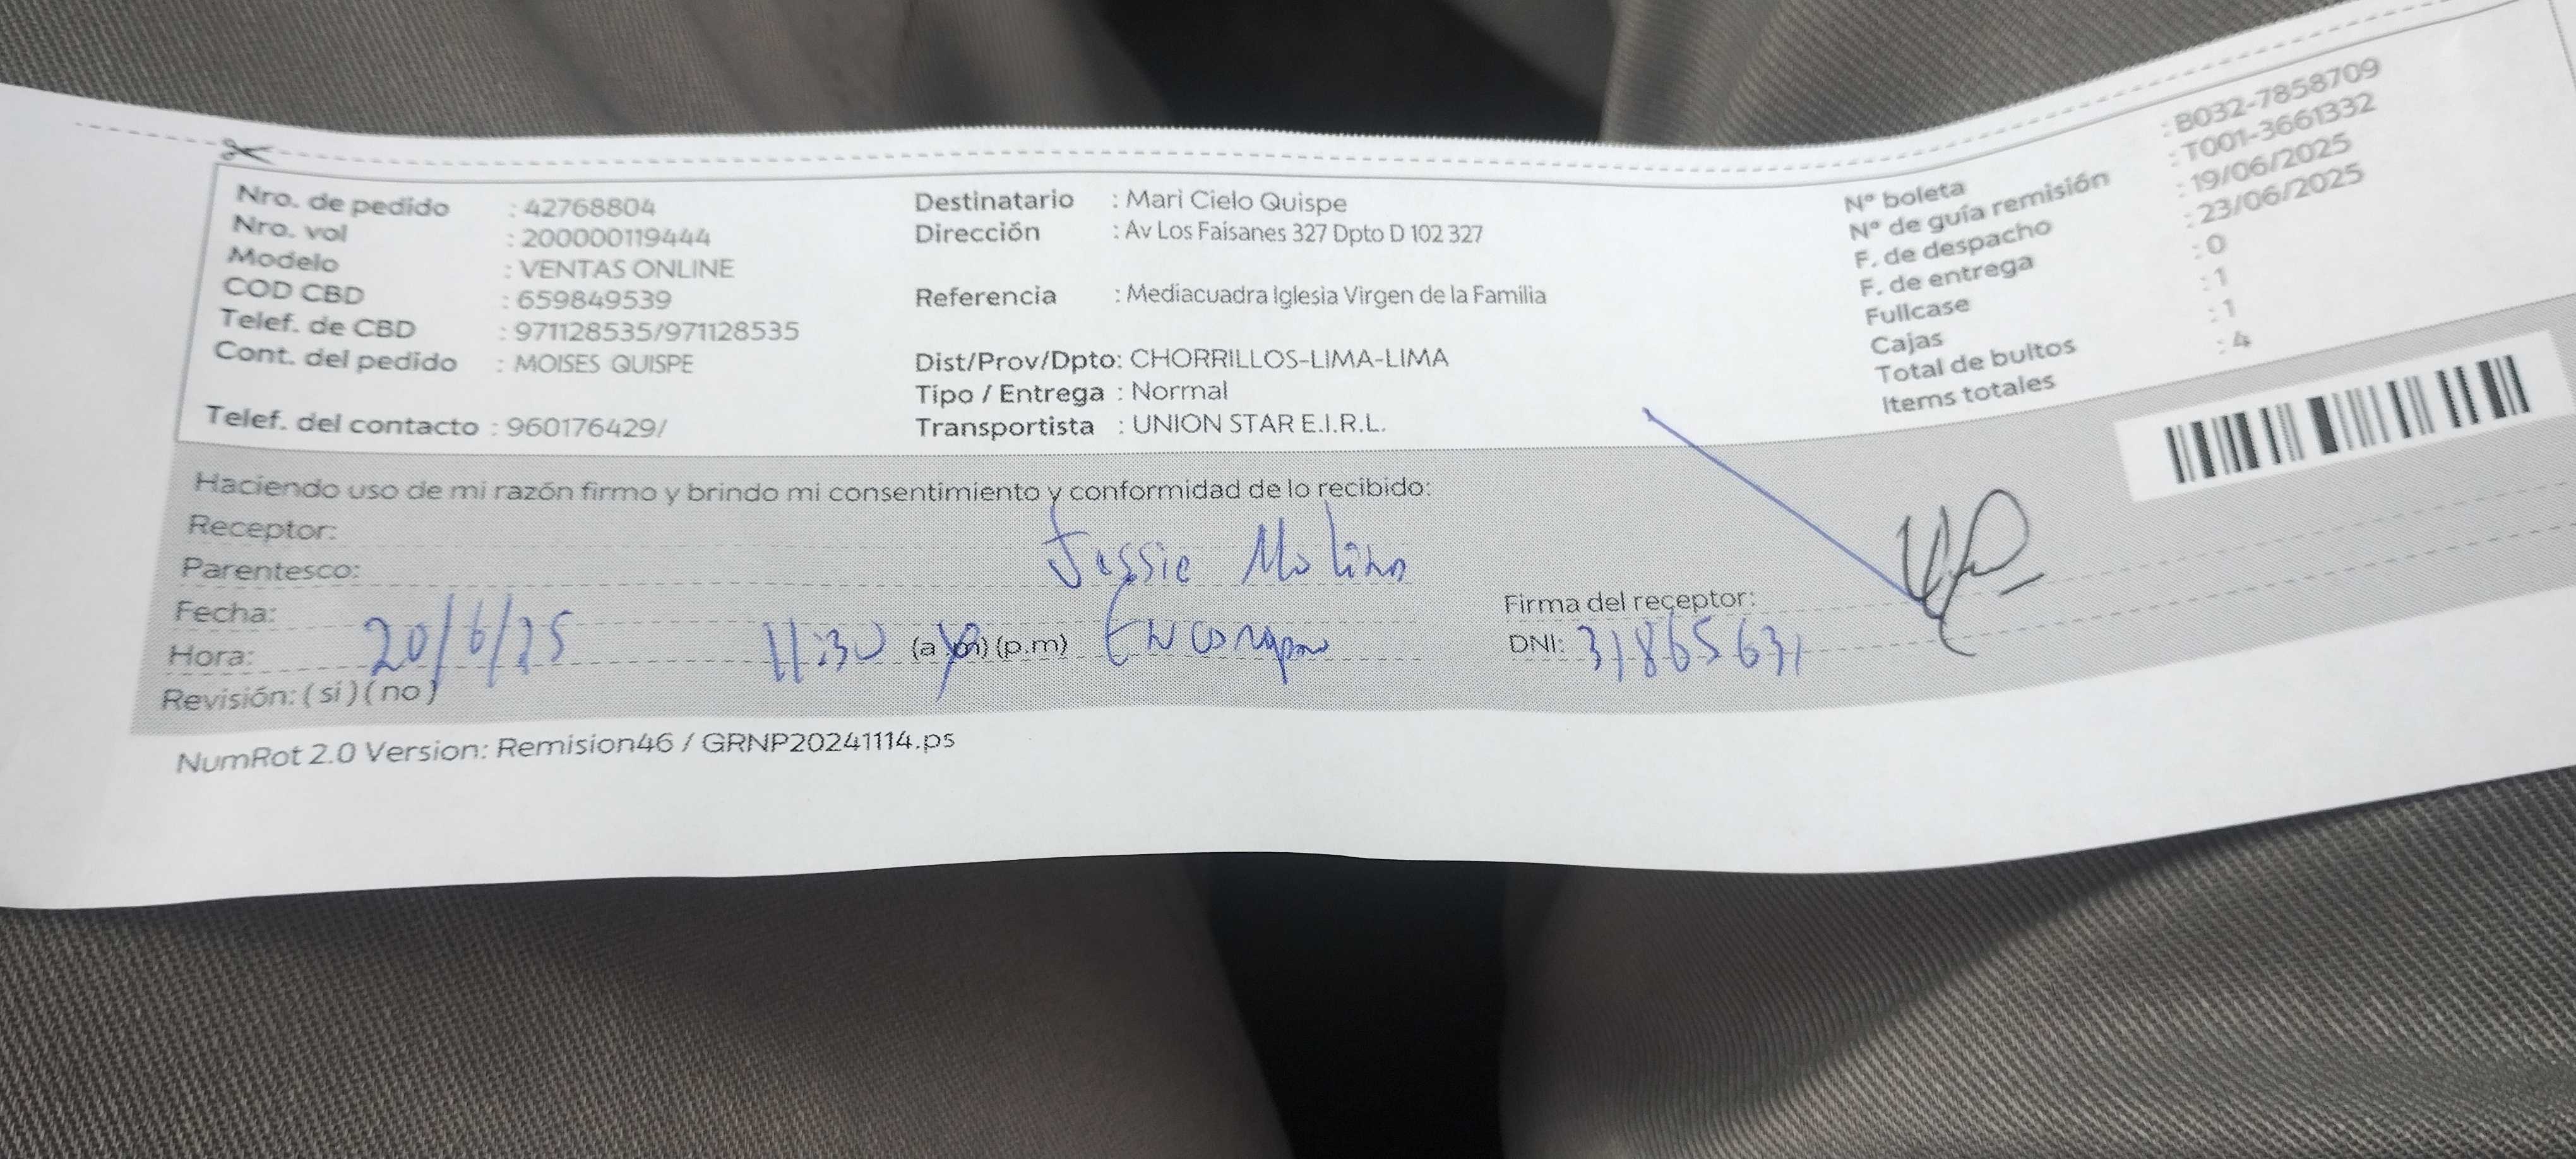 Nro. de pedido : 42768804
Nro. vol : 200000119444
Modelo : VENTAS ONLINE
COD CBD : 659849539
Telef. de CBD : 971128535/971128535
Cont. del pedido : MOISES QUISPE
Telef. del contacto : 960176429/
Destinatario : Mari Cielo Quispe
Dirección : Av Los Faisanes 327 Dpto D 102 327
Referencia : Mediacuadra Iglesia Virgen de la Familia
Dist/Prov/Dpto: CHORRILLOS-LIMA-LIMA
Tipo / Entrega : Normal
Transportista : UNION STAR E.I.R.L.
N° boleta : B032-7858709
N° de guía remisión : T001-3661332
F. de despacho : 19/06/2025
F. de entrega : 23/06/2025
Fullcase : 0
Cajas : 1
Total de bultos : 1
Items totales : 4
Haciendo uso de mi razón firmo y brindo mi consentimiento y conformidad de lo recibido:
Receptor: Jessie
Parentesco:
Fecha: 20/6/25
Hora: 11:30 (a m) (p.m)
Revisión: (si) (no)
Firma del receptor:
DNI: 31865631
NumRot 2.0 Version: Remision46 / GRNP20241114.ps